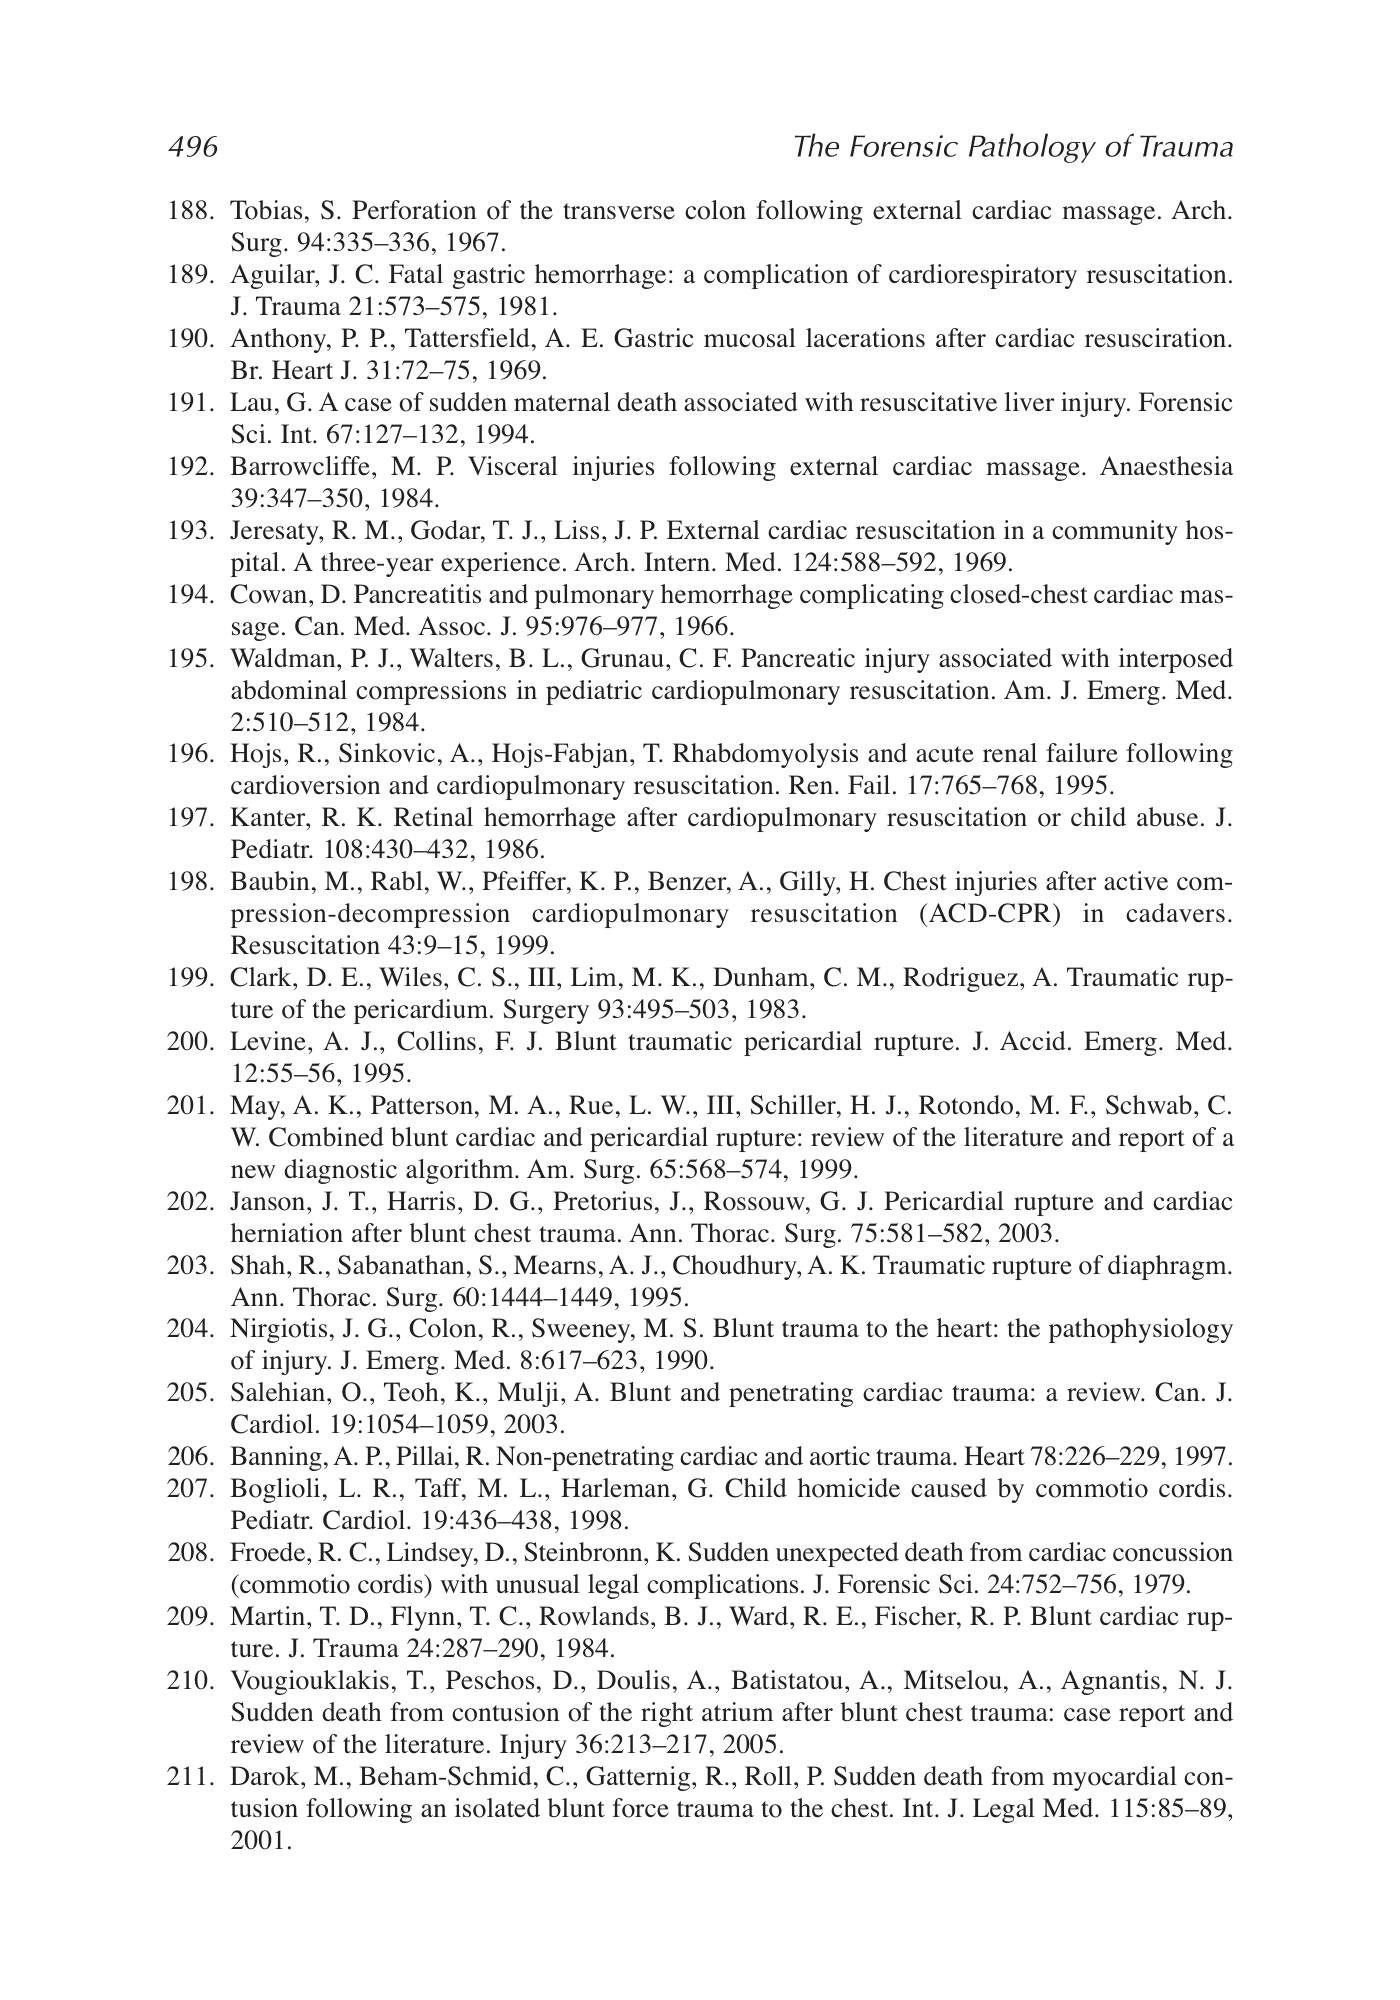 496 The Forensic Pathology of Trauma
188. Tobias, S. Perforation of the transverse colon following external cardiac massage. Arch.
Surg. 94:335–336, 1967.
189. Aguilar, J. C. Fatal gastric hemorrhage: a complication of cardiorespiratory resuscitation.
J. Trauma 21:573–575, 1981.
190. Anthony, P. P., Tattersfield, A. E. Gastric mucosal lacerations after cardiac resusciration.
Br. Heart J. 31:72–75, 1969.
191. Lau, G. A case of sudden maternal death associated with resuscitative liver injury. Forensic
Sci. Int. 67:127–132, 1994.
192. Barrowcliffe, M. P. Visceral injuries following external cardiac massage. Anaesthesia
39:347–350, 1984.
193. Jeresaty, R. M., Godar, T. J., Liss, J. P. External cardiac resuscitation in a community hos-
pital. A three-year experience. Arch. Intern. Med. 124:588–592, 1969.
194. Cowan, D. Pancreatitis and pulmonary hemorrhage complicating closed-chest cardiac mas-
sage. Can. Med. Assoc. J. 95:976–977, 1966.
195. Waldman, P. J., Walters, B. L., Grunau, C. F. Pancreatic injury associated with interposed
abdominal compressions in pediatric cardiopulmonary resuscitation. Am. J. Emerg. Med.
2:510–512, 1984.
196. Hojs, R., Sinkovic, A., Hojs-Fabjan, T. Rhabdomyolysis and acute renal failure following
cardioversion and cardiopulmonary resuscitation. Ren. Fail. 17:765–768, 1995.
197. Kanter, R. K. Retinal hemorrhage after cardiopulmonary resuscitation or child abuse. J.
Pediatr. 108:430–432, 1986.
198. Baubin, M., Rabl, W., Pfeiffer, K. P., Benzer, A., Gilly, H. Chest injuries after active com-
pression-decompression cardiopulmonary resuscitation (ACD-CPR) in cadavers.
Resuscitation 43:9–15, 1999.
199. Clark, D. E., Wiles, C. S., III, Lim, M. K., Dunham, C. M., Rodriguez, A. Traumatic rup-
ture of the pericardium. Surgery 93:495–503, 1983.
200. Levine, A. J., Collins, F. J. Blunt traumatic pericardial rupture. J. Accid. Emerg. Med.
12:55–56, 1995.
201. May, A. K., Patterson, M. A., Rue, L. W., III, Schiller, H. J., Rotondo, M. F., Schwab, C.
W. Combined blunt cardiac and pericardial rupture: review of the literature and report of a
new diagnostic algorithm. Am. Surg. 65:568–574, 1999.
202. Janson, J. T., Harris, D. G., Pretorius, J., Rossouw, G. J. Pericardial rupture and cardiac
herniation after blunt chest trauma. Ann. Thorac. Surg. 75:581–582, 2003.
203. Shah, R., Sabanathan, S., Mearns, A. J., Choudhury, A. K. Traumatic rupture of diaphragm.
Ann. Thorac. Surg. 60:1444–1449, 1995.
204. Nirgiotis, J. G., Colon, R., Sweeney, M. S. Blunt trauma to the heart: the pathophysiology
of injury. J. Emerg. Med. 8:617–623, 1990.
205. Salehian, O., Teoh, K., Mulji, A. Blunt and penetrating cardiac trauma: a review. Can. J.
Cardiol. 19:1054–1059, 2003.
206. Banning, A. P., Pillai, R. Non-penetrating cardiac and aortic trauma. Heart 78:226–229, 1997.
207. Boglioli, L. R., Taff, M. L., Harleman, G. Child homicide caused by commotio cordis.
Pediatr. Cardiol. 19:436–438, 1998.
208. Froede, R. C., Lindsey, D., Steinbronn, K. Sudden unexpected death from cardiac concussion
(commotio cordis) with unusual legal complications. J. Forensic Sci. 24:752–756, 1979.
209. Martin, T. D., Flynn, T. C., Rowlands, B. J., Ward, R. E., Fischer, R. P. Blunt cardiac rup-
ture. J. Trauma 24:287–290, 1984.
210. Vougiouklakis, T., Peschos, D., Doulis, A., Batistatou, A., Mitselou, A., Agnantis, N. J.
Sudden death from contusion of the right atrium after blunt chest trauma: case report and
review of the literature. Injury 36:213–217, 2005.
211. Darok, M., Beham-Schmid, C., Gatternig, R., Roll, P. Sudden death from myocardial con-
tusion following an isolated blunt force trauma to the chest. Int. J. Legal Med. 115:85–89,
2001.